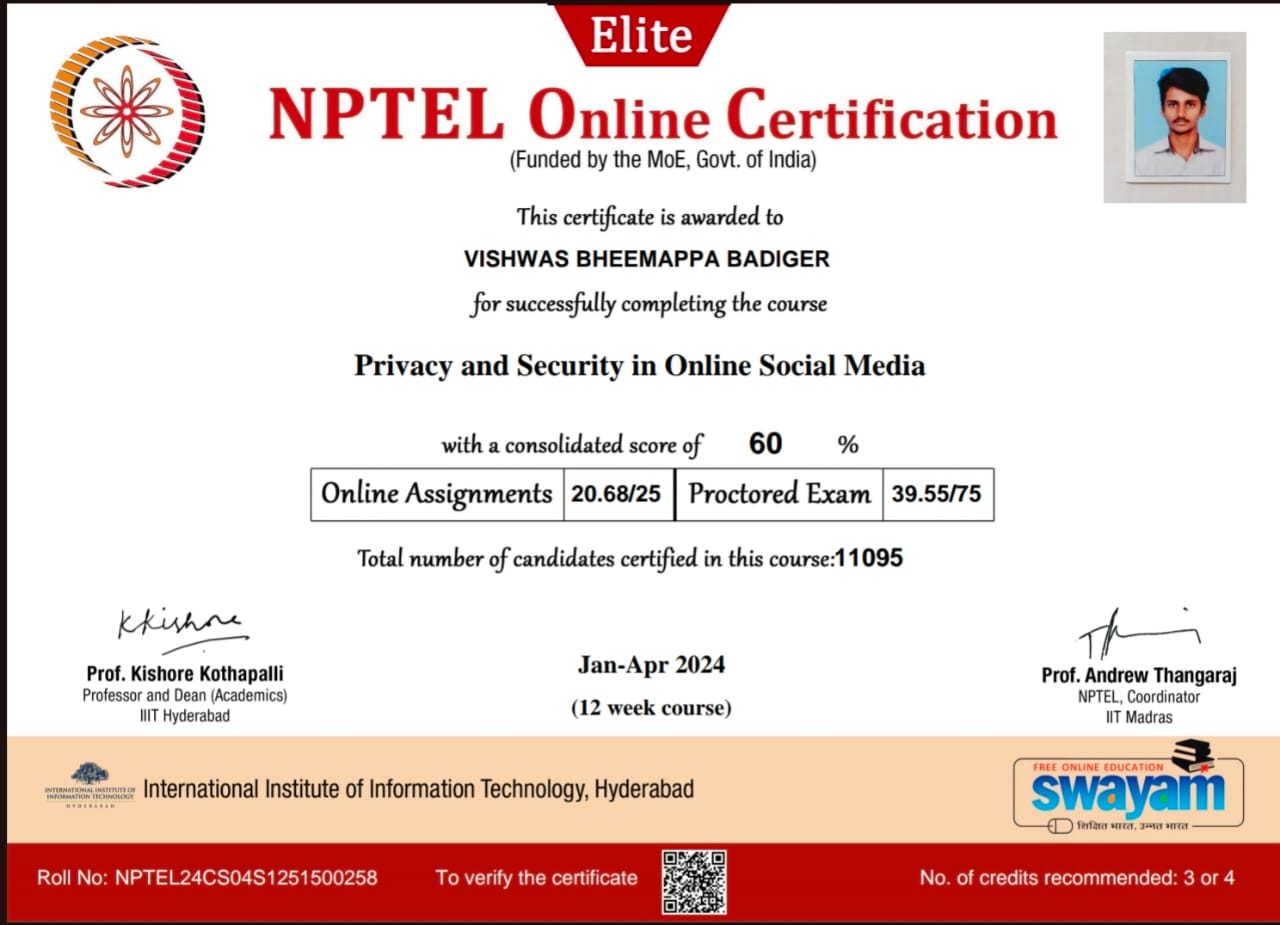 Elite
NPTEL Online Certification
(Funded by the MoE, Govt. of India)
This certificate is awarded to
VISHWAS BHEEMAPPA BADIGER
for successfully completing the course
Privacy and Security in Online Social Media
with a consolidated score of 60 %
Online Assignments 20.68/25 Proctored Exam 39.55/75
Total number of candidates certified in this course:11095
KKishore
Prof. Kishore Kothapalli
Professor and Dean (Academics)
IIIT Hyderabad
Jan-Apr 2024
(12 week course)
Prof. Andrew Thangaraj
NPTEL, Coordinator
IIT Madras
INTERNATIONAL INSTITUTE OF
INFORMATION TECHNOLOGY
HYDERABAD
International Institute of Information Technology, Hyderabad
FREE ONLINE EDUCATION
swayam
शिक्षित भारत, उन्नत भारत
Roll No: NPTEL24CS04S1251500258 To verify the certificate No. of credits recommended: 3 or 4